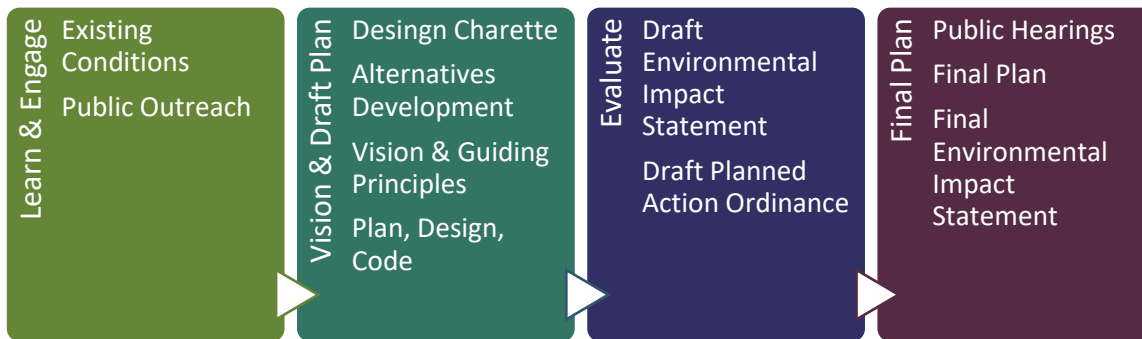 Learn & Engage
Existing
Conditions
Public Outreach
Vision & Draft Plan
Desingn Charette
Alternatives
Development
Vision & Guiding
Principles
Plan, Design,
Code
Evaluate
Draft
Environmental
Impact
Statement
Draft Planned
Action Ordinance
Final Plan
Public Hearings
Final Plan
Final
Environmental
Impact
Statement